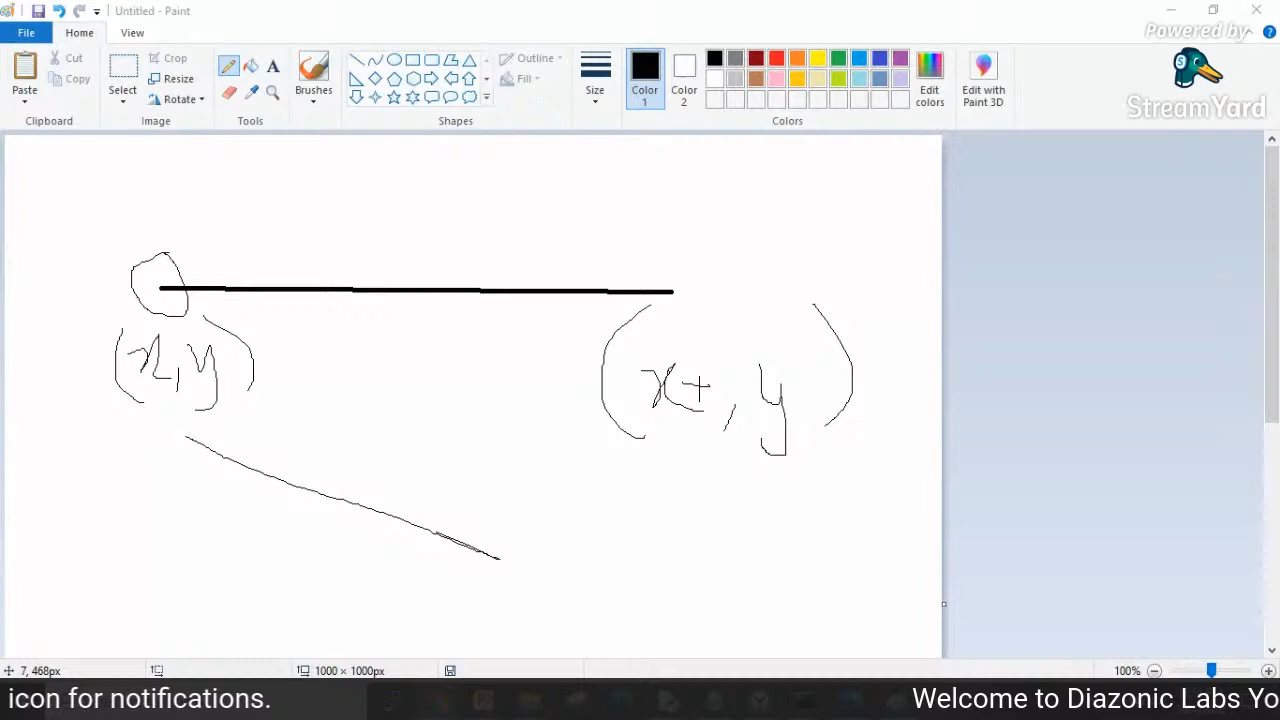 Untitled - Paint
File Home View
Powered by
Paste
Cut
Copy
Clipboard
Select
Crop
Resize
Rotate
Image
Tools
Brushes
Outline
Fill
Shapes
Size
Color 1
Color 2
Edit colors
Colors
Edit with Paint 3D
StreamYard
(x, y)
(x+, y)
7, 468px
1000 × 1000px
100%
icon for notifications.
Welcome to Diazonic Labs Yo